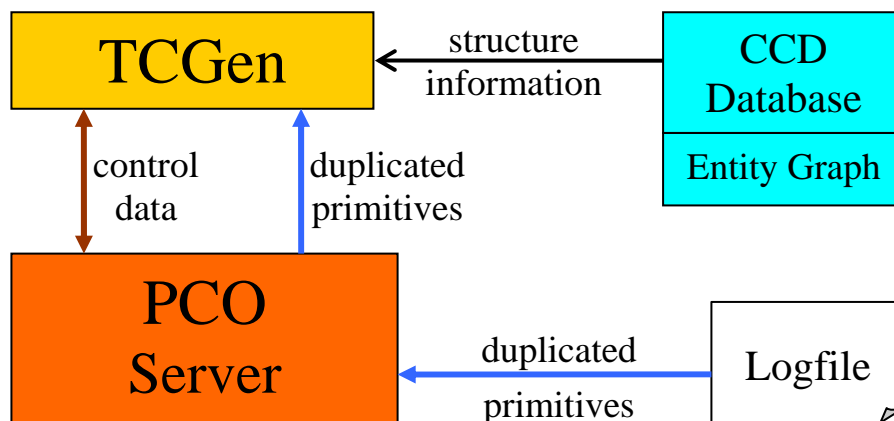 TCGen
structure
information
CCD
Database
Entity Graph
control
data
duplicated
primitives
PCO
Server
duplicated
primitives
Logfile